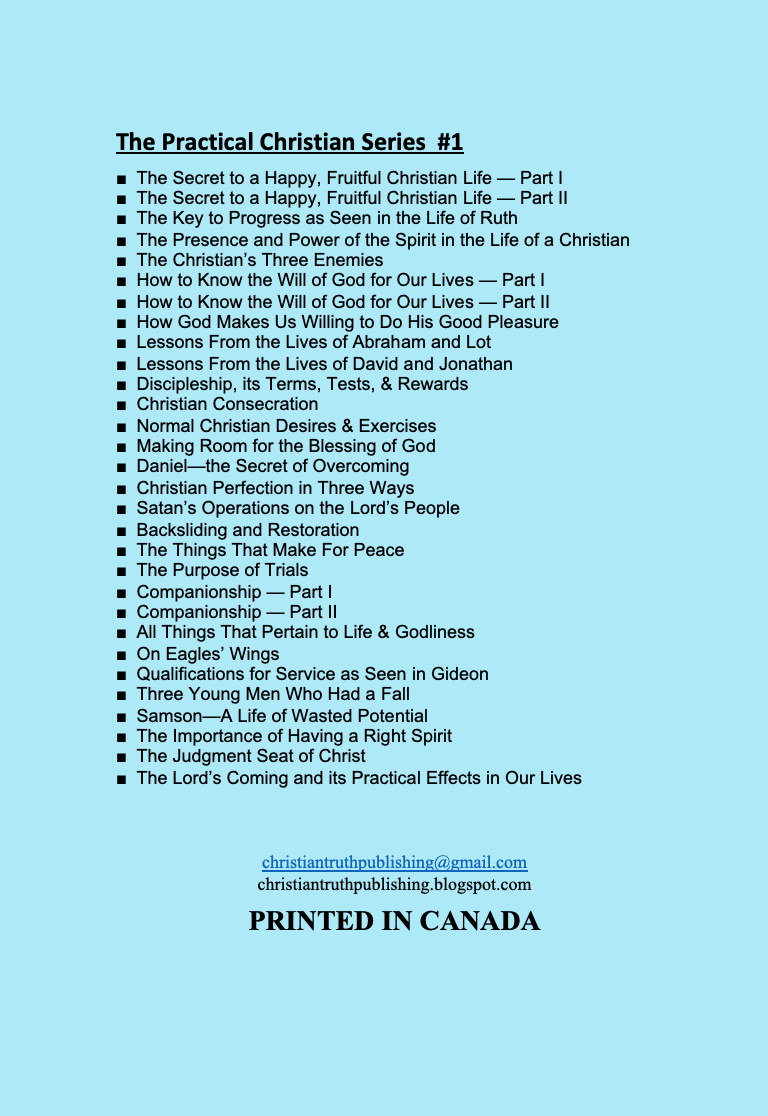 The Practical Christian Series  #1
■ The Secret to a Happy, Fruitful Christian Life — Part I
■ The Secret to a Happy, Fruitful Christian Life — Part II
■ The Key to Progress as Seen in the Life of Ruth
■ The Presence and Power of the Spirit in the Life of a Christian
■ The Christian’s Three Enemies
■ How to Know the Will of God for Our Lives — Part I
■ How to Know the Will of God for Our Lives — Part II
■ How God Makes Us Willing to Do His Good Pleasure
■ Lessons From the Lives of Abraham and Lot
■ Lessons From the Lives of David and Jonathan
■ Discipleship, its Terms, Tests, & Rewards
■ Christian Consecration
■ Normal Christian Desires & Exercises
■ Making Room for the Blessing of God
■ Daniel—the Secret of Overcoming
■ Christian Perfection in Three Ways
■ Satan’s Operations on the Lord’s People
■ Backsliding and Restoration
■ The Things That Make For Peace
■ The Purpose of Trials
■ Companionship — Part I
■ Companionship — Part II
■ All Things That Pertain to Life & Godliness
■ On Eagles’ Wings
■ Qualifications for Service as Seen in Gideon
■ Three Young Men Who Had a Fall
■ Samson—A Life of Wasted Potential
■ The Importance of Having a Right Spirit
■ The Judgment Seat of Christ
■ The Lord’s Coming and its Practical Effects in Our Lives
christiantruthpublishing@gmail.com
christiantruthpublishing.blogspot.com
PRINTED IN CANADA